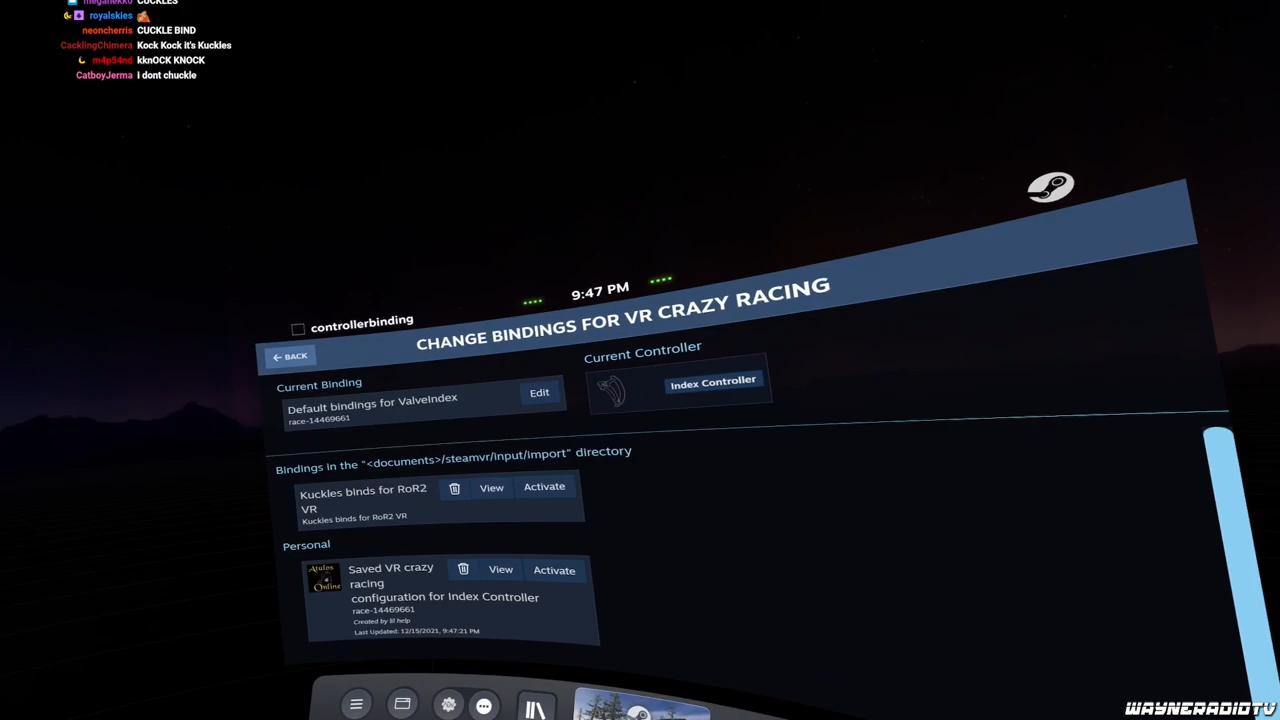 meganekko CUCKLES
royalskies
neoncherris CUCKLE BIND
CacklingChimera Kock Kock it's Kuckles
m4p54nd kknOCK KNOCK
CatboyJerma i dont chuckle
9:47 PM
controllerbinding
← BACK
CHANGE BINDINGS FOR VR CRAZY RACING
Current Binding
Default bindings for ValveIndex
race-14469661
Edit
Current Controller
Index Controller
Bindings in the "<documents>/steamvr/input/import" directory
Kuckles binds for RoR2
VR
Kuckles binds for RoR2 VR
View
Activate
Personal
Atulos
Online
Saved VR crazy
racing
configuration for Index Controller
race-14469661
Created by lil help
Last Updated: 12/15/2021, 9:47:21 PM
View
Activate
WAYNERADIOTV